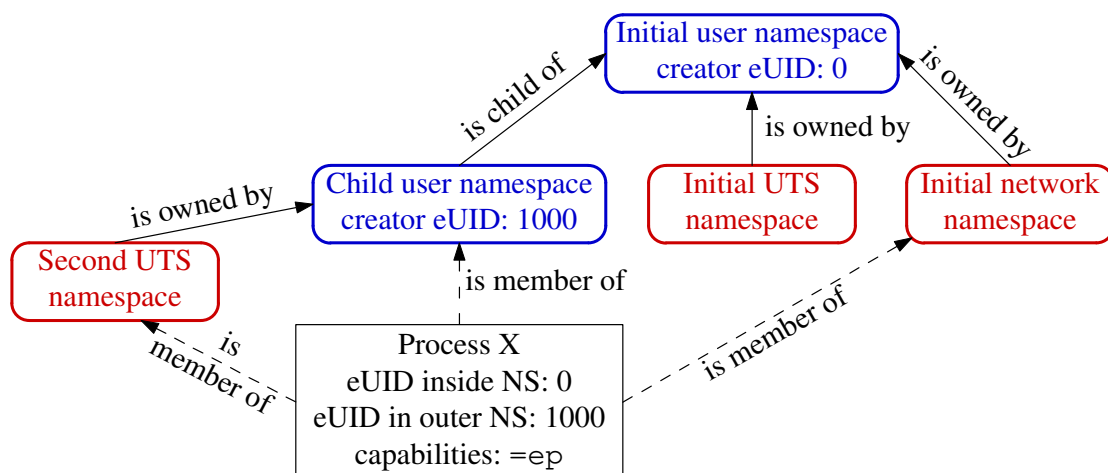 Initial user namespace
creator eUID: 0
is child of
is owned by
is owned by
Child user namespace
creator eUID: 1000
Initial UTS
namespace
Initial network
namespace
is owned by
Second UTS
namespace
is member of
is
member of
is member of
Process X
eUID inside NS: 0
eUID in outer NS: 1000
capabilities: =ep